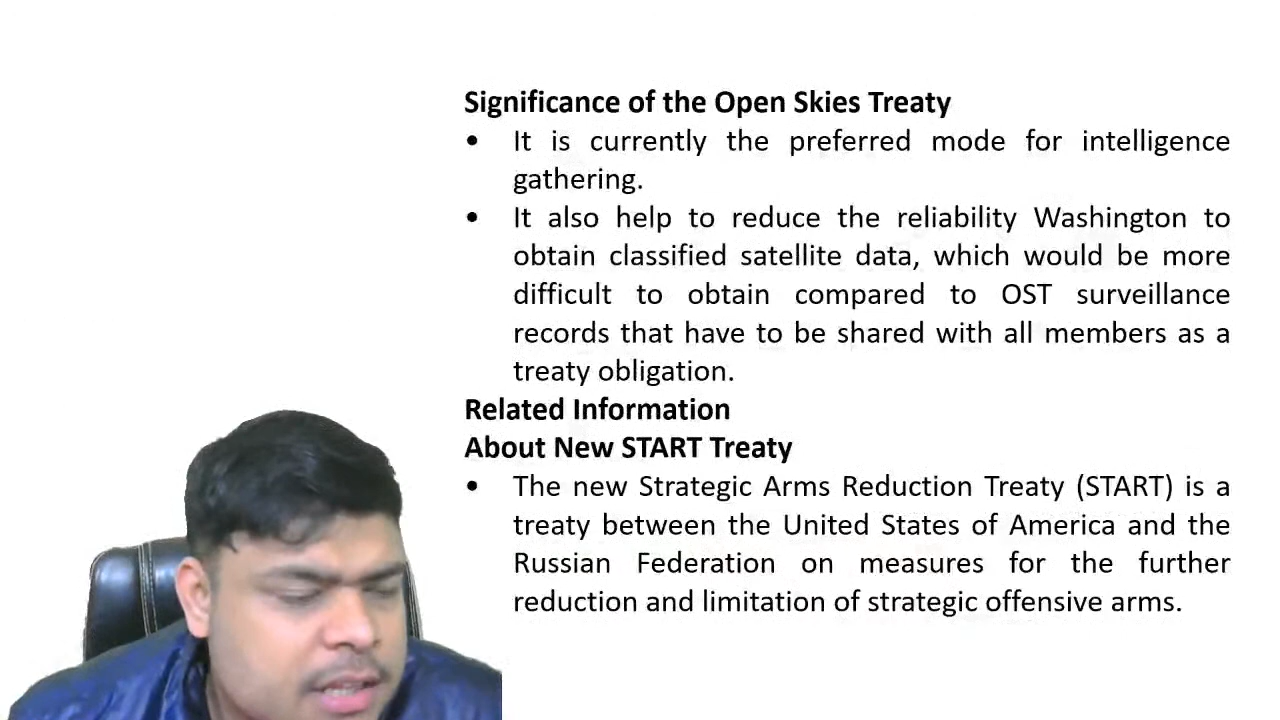 Significance of the Open Skies Treaty
• It is currently the preferred mode for intelligence
gathering.
• It also help to reduce the reliability Washington to
obtain classified satellite data, which would be more
difficult to obtain compared to OST surveillance
records that have to be shared with all members as a
treaty obligation.
Related Information
About New START Treaty
• The new Strategic Arms Reduction Treaty (START) is a
treaty between the United States of America and the
Russian Federation on measures for the further
reduction and limitation of strategic offensive arms.